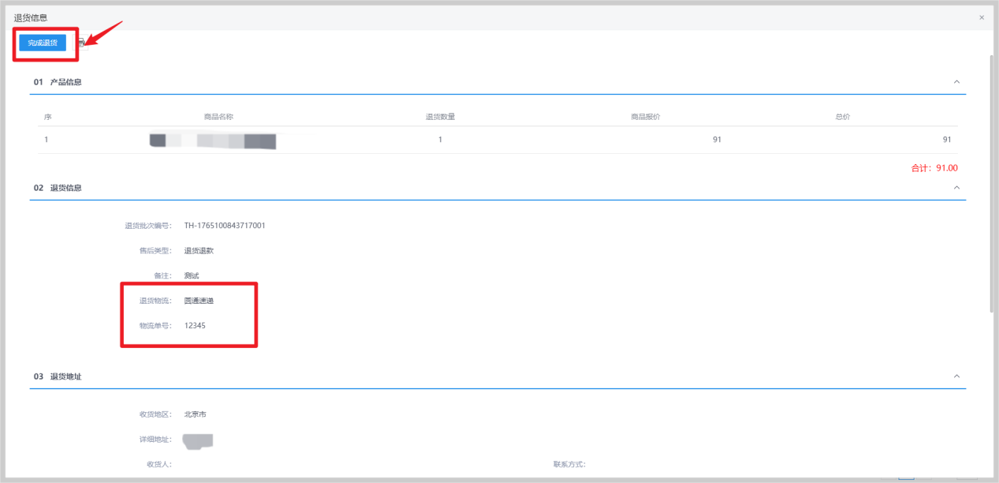 退货信息 ×
完成退货
01 产品信息
序 商品名称 退货数量 商品报价 总价
1 1 91 91
合计：91.00
02 退货信息
退货批次编号： TH-1765100843717001
售后类型： 退货退款
备注： 测试
退货物流： 圆通速递
物流单号： 12345
03 退货地址
收货地区： 北京市
详细地址：
收货人： 联系方式：